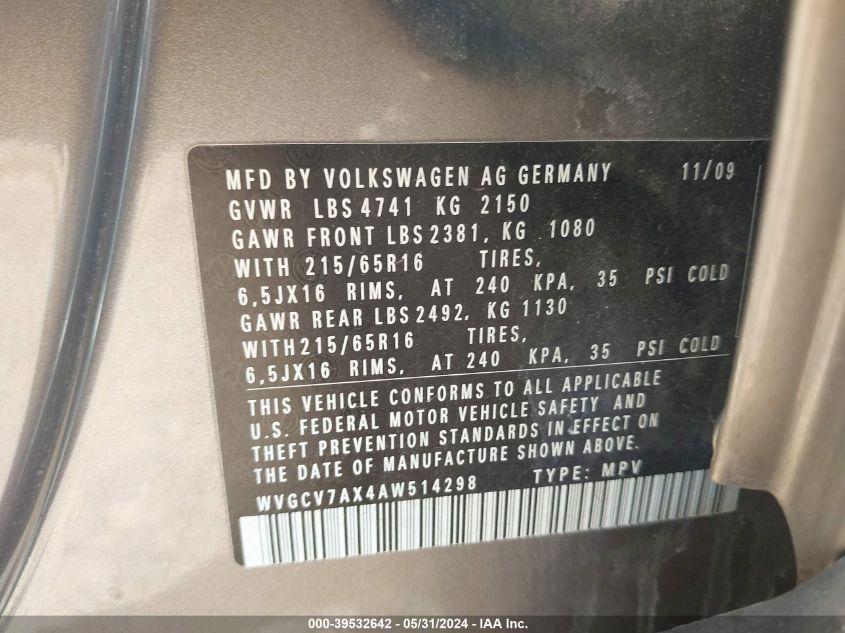 MFD BY VOLKSWAGEN AG GERMANY 11/09
GVWR LBS 4741 KG 2150
GAWR FRONT LBS 2381, KG 1080
WITH 215/65R16 TIRES,
6,5JX16 RIMS, AT 240 KPA, 35 PSI COLD
GAWR REAR LBS 2492, KG 1130
WITH 215/65R16 TIRES,
6,5JX16 RIMS, AT 240 KPA, 35 PSI COLD
THIS VEHICLE CONFORMS TO ALL APPLICABLE
U.S. FEDERAL MOTOR VEHICLE SAFETY AND
THEFT PREVENTION STANDARDS IN EFFECT ON
THE DATE OF MANUFACTURE SHOWN ABOVE.
WVGCV7AX4AW514298 TYPE: MPV
000-39532642 / 05/31/2024 - IAA Inc.